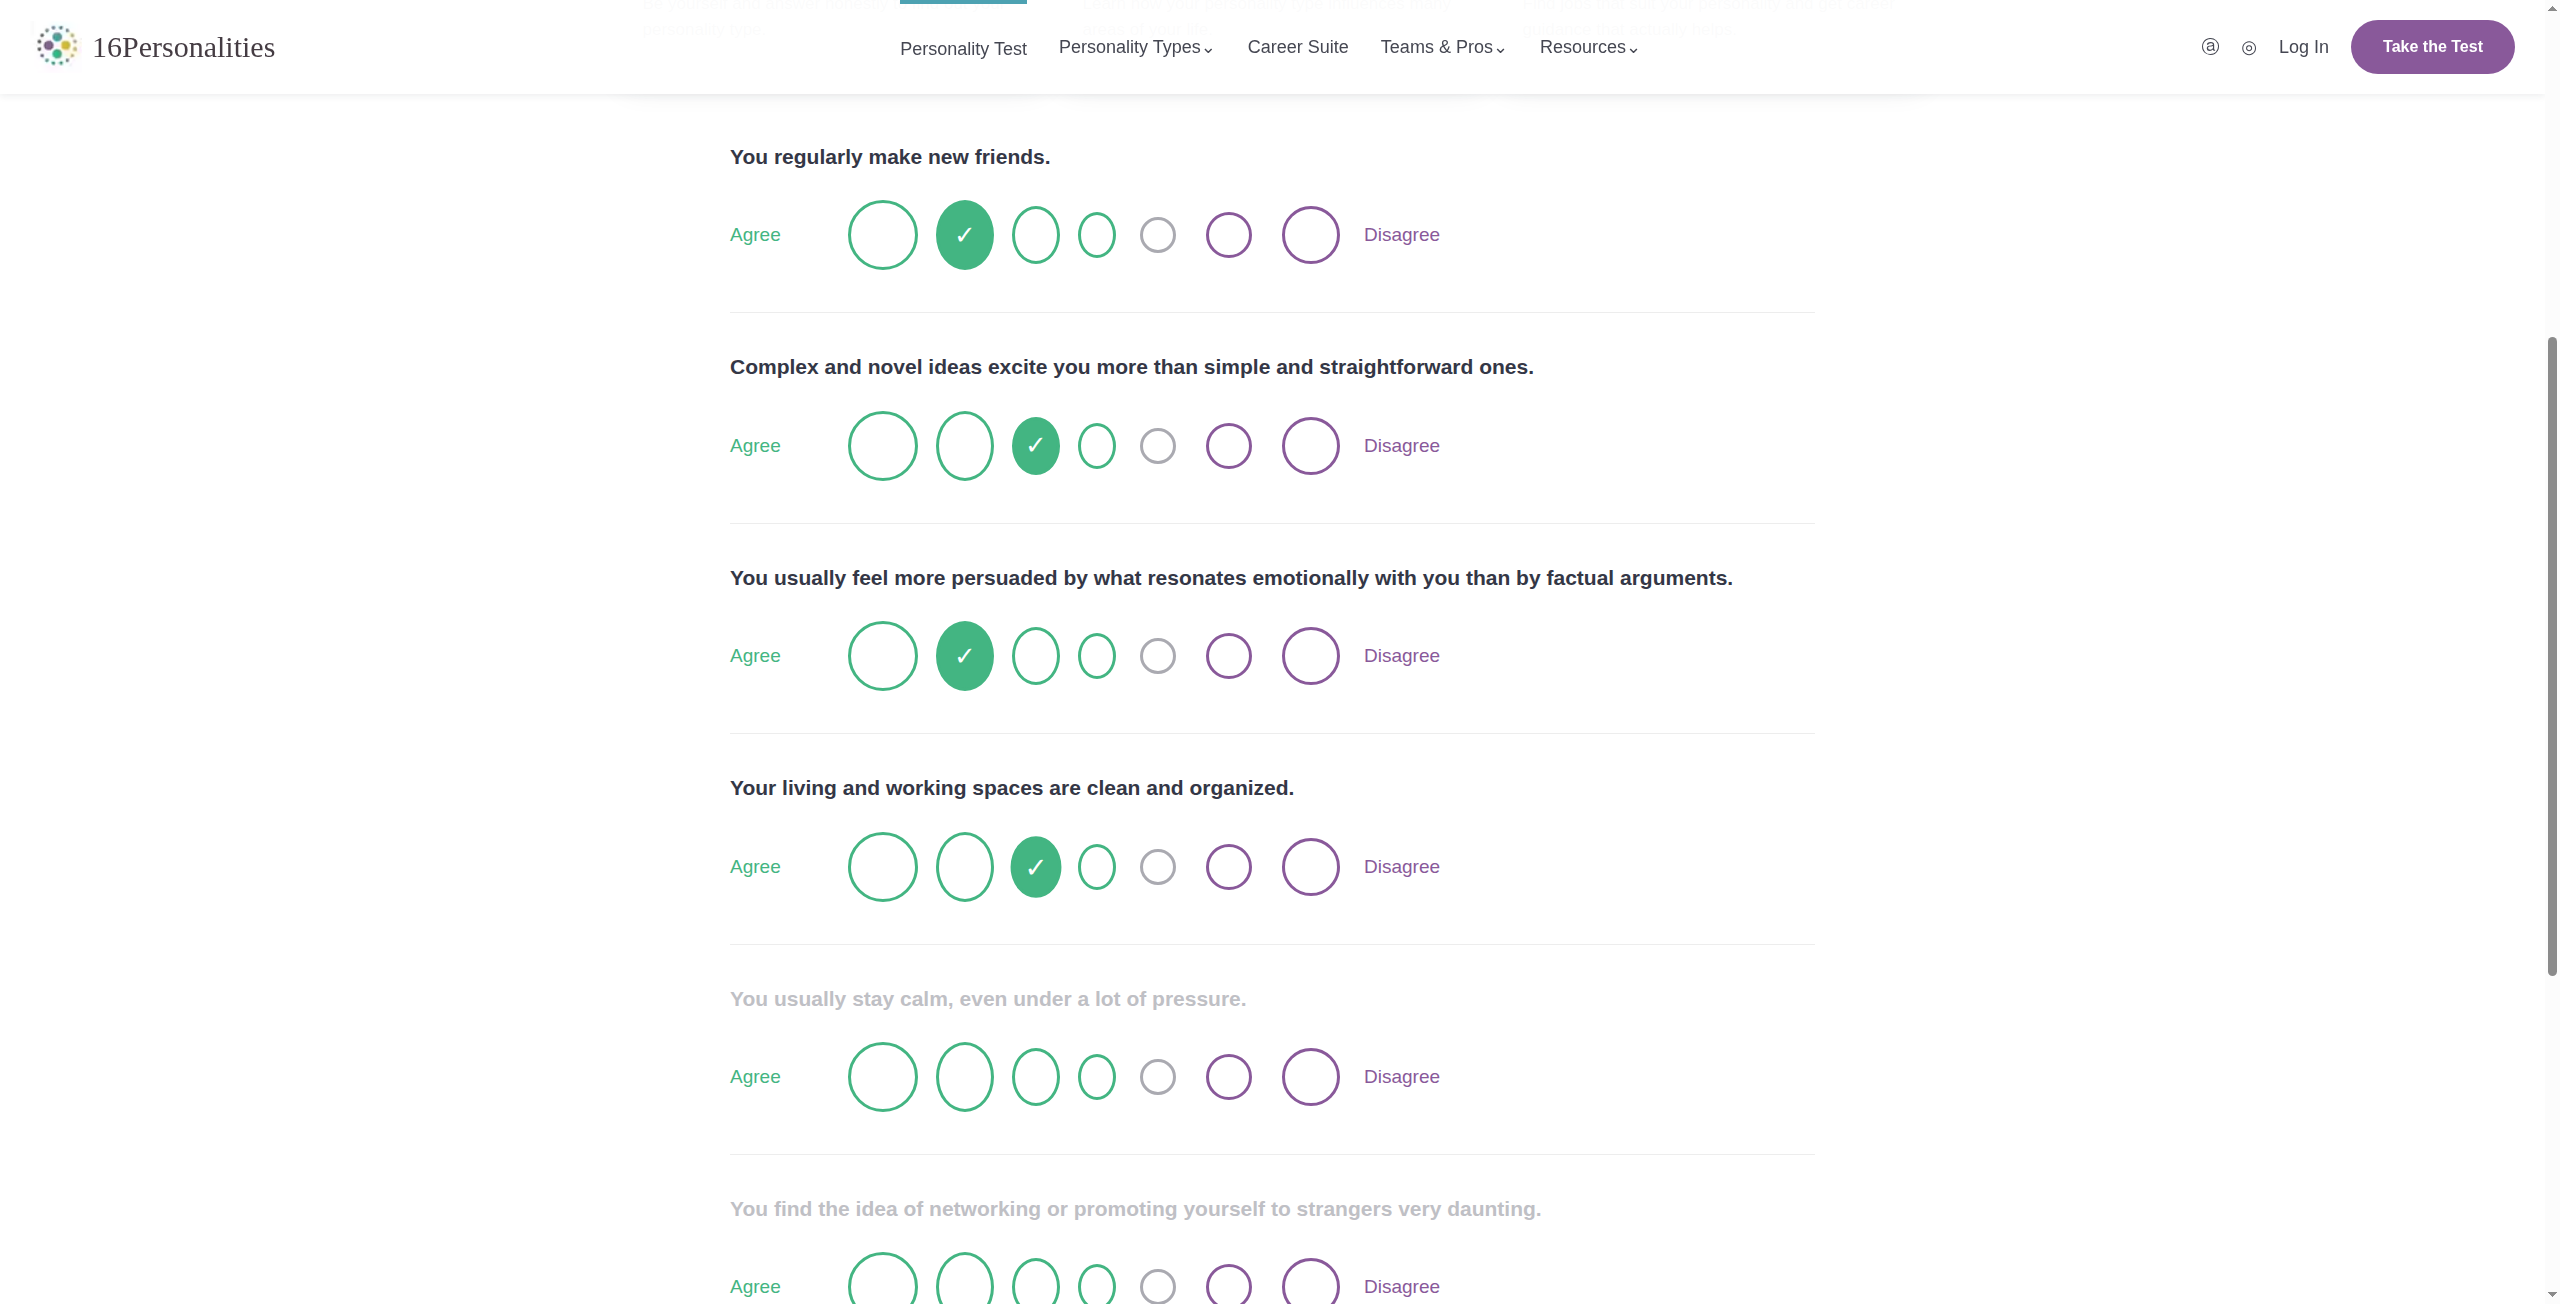 16Personalities
Personality Test
Personality Types
Career Suite
Teams & Pros
Resources
Log In
Take the Test
You regularly make new friends.
Agree
✓
Disagree
Complex and novel ideas excite you more than simple and straightforward ones.
Agree
✓
Disagree
You usually feel more persuaded by what resonates emotionally with you than by factual arguments.
Agree
✓
Disagree
Your living and working spaces are clean and organized.
Agree
✓
Disagree
You usually stay calm, even under a lot of pressure.
Agree
Disagree
You find the idea of networking or promoting yourself to strangers very daunting.
Agree
Disagree